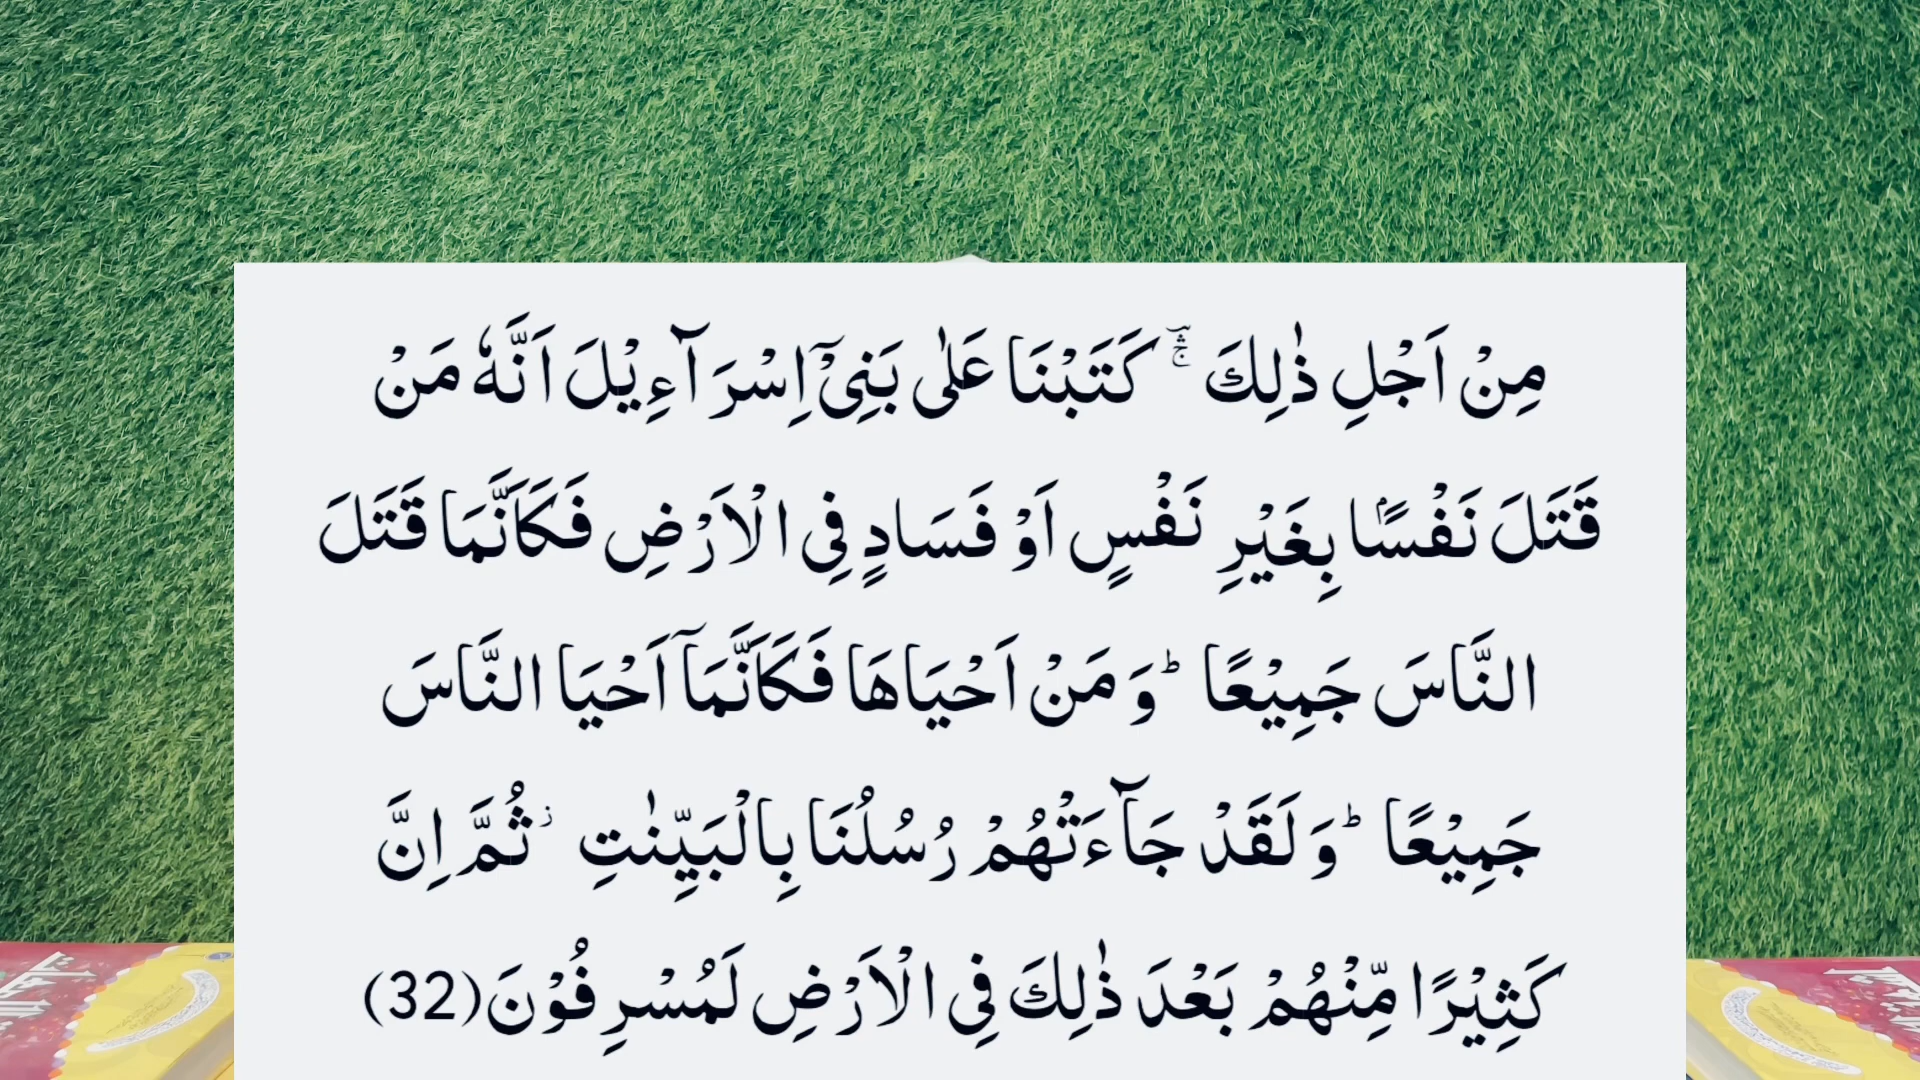 مِنْ اَجْلِ ذٰلِكَ ۛۚؔ كَتَبْنَا عَلٰى بَنِیْۤ اِسْرَآءِیْلَ اَنَّهٗ مَنْ
قَتَلَ نَفْسًۢا بِغَیْرِ نَفْسٍ اَوْ فَسَادٍ فِی الْاَرْضِ فَكَاَنَّمَا قَتَلَ
النَّاسَ جَمِیْعًا ؕ وَ مَنْ اَحْیَاهَا فَكَاَنَّمَاۤ اَحْیَا النَّاسَ
جَمِیْعًا ؕ وَ لَقَدْ جَآءَتْهُمْ رُسُلُنَا بِالْبَیِّنٰتِ ٘ ثُمَّ اِنَّ
كَثِیْرًا مِّنْهُمْ بَعْدَ ذٰلِكَ فِی الْاَرْضِ لَمُسْرِفُوْنَ(32)